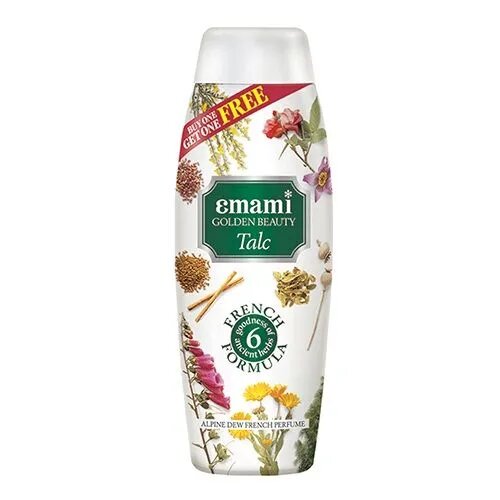 BUY ONE
GET ONE FREE
emami*
GOLDEN BEAUTY
Talc
FRENCH
goodness of
6
ancient herbs
FORMULA
ALPINE DEW FRENCH PERFUME